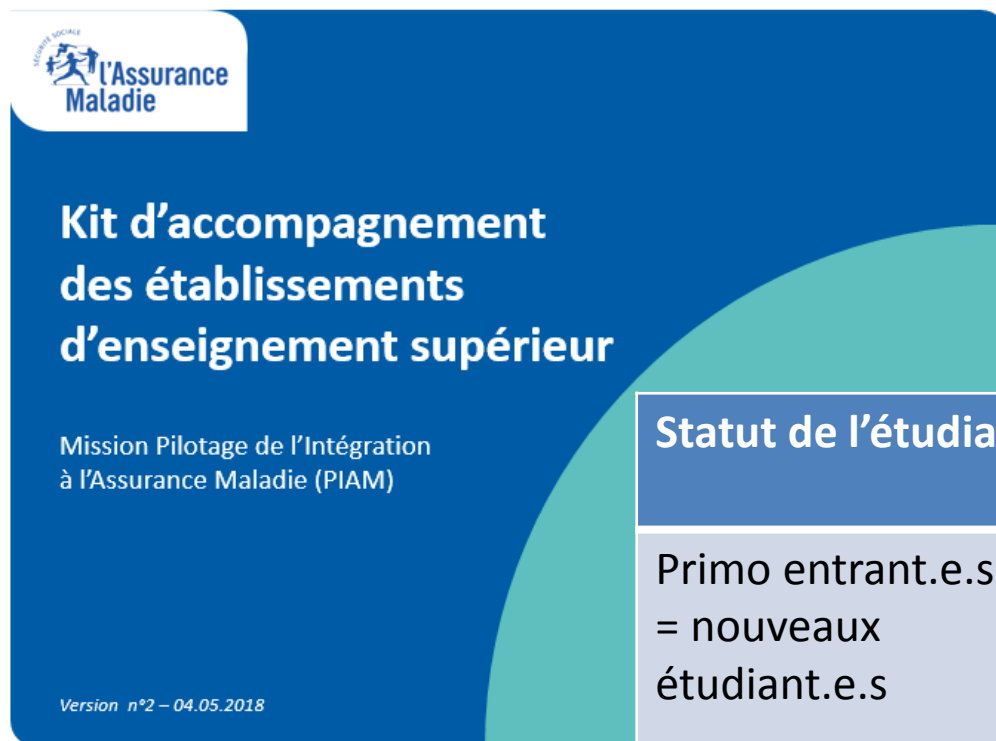 SÉCURITÉ SOCIALE
l'Assurance
Maladie
Kit d'accompagnement
des établissements
d'enseignement supérieur
Mission Pilotage de l'Intégration
à l'Assurance Maladie (PIAM)
Version n°2 – 04.05.2018
Statut de l'étudia
Primo entrant.e.s
= nouveaux
étudiant.e.s